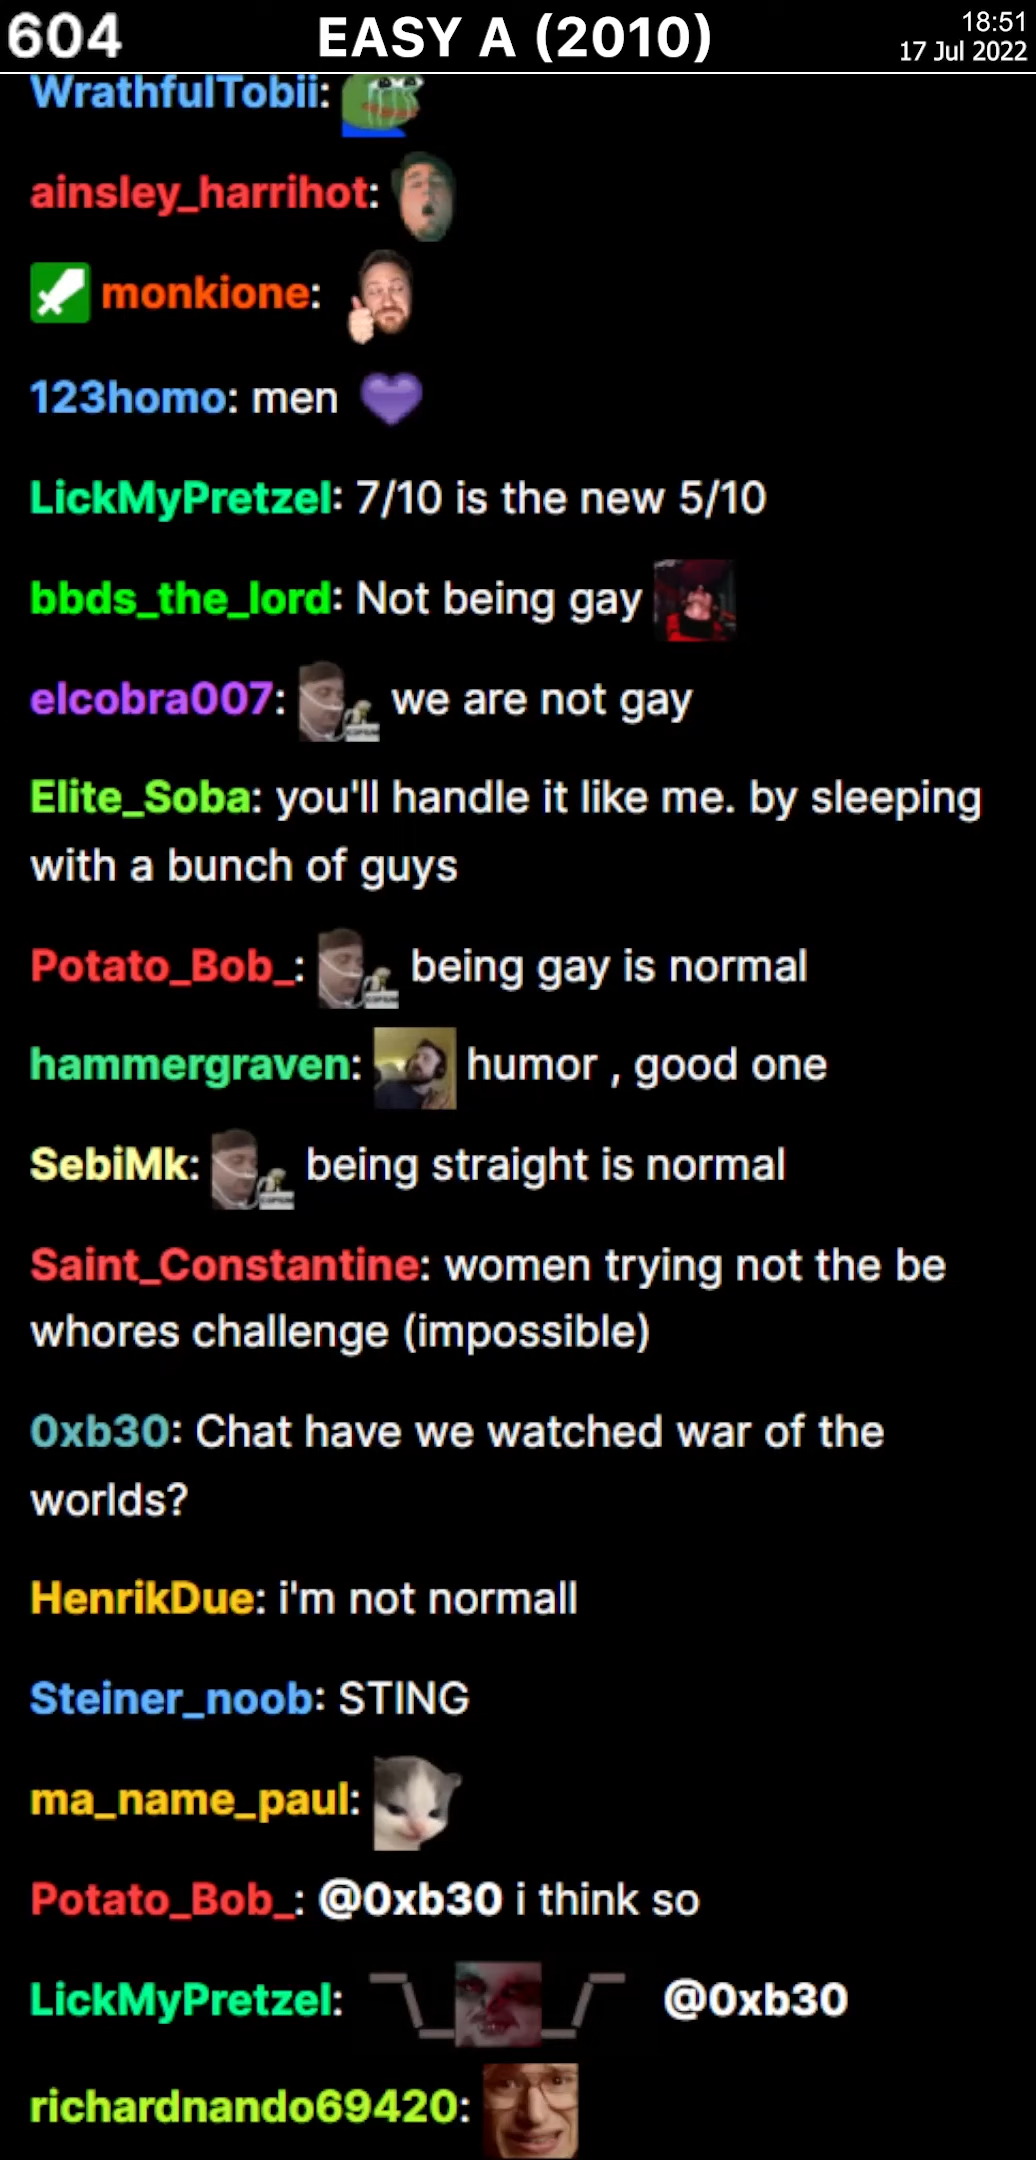 604 EASY A (2010) 18:51
17 Jul 2022
WrathfulTobii:
ainsley_harrihot:
monkione:
123homo: men
LickMyPretzel: 7/10 is the new 5/10
bbds_the_lord: Not being gay
elcobra007: we are not gay
Elite_Soba: you'll handle it like me. by sleeping
with a bunch of guys
Potato_Bob_: being gay is normal
hammergraven: humor , good one
SebiMk: being straight is normal
Saint_Constantine: women trying not the be
whores challenge (impossible)
0xb30: Chat have we watched war of the
worlds?
HenrikDue: i'm not normall
Steiner_noob: STING
ma_name_paul:
Potato_Bob_: @0xb30 i think so
LickMyPretzel: @0xb30
richardnando69420: